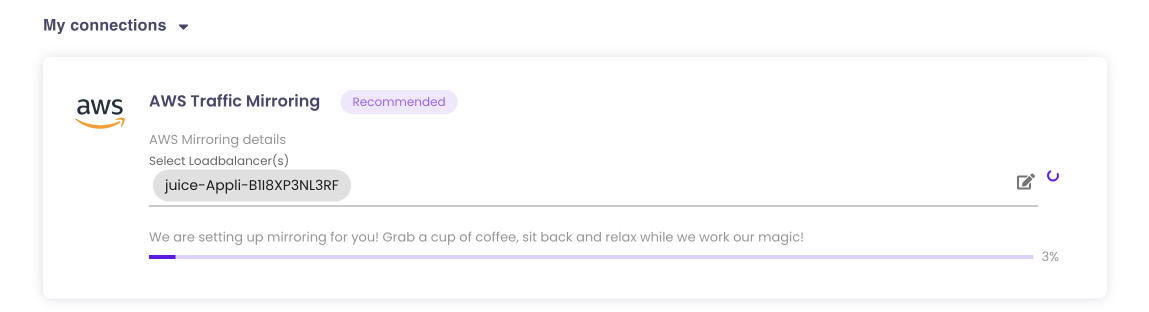 My connections
aws
AWS Traffic Mirroring Recommended
AWS Mirroring details
Select Loadbalancer(s)
juice-Appli-B1I8XP3NL3RF
We are setting up mirroring for you! Grab a cup of coffee, sit back and relax while we work our magic!
3%